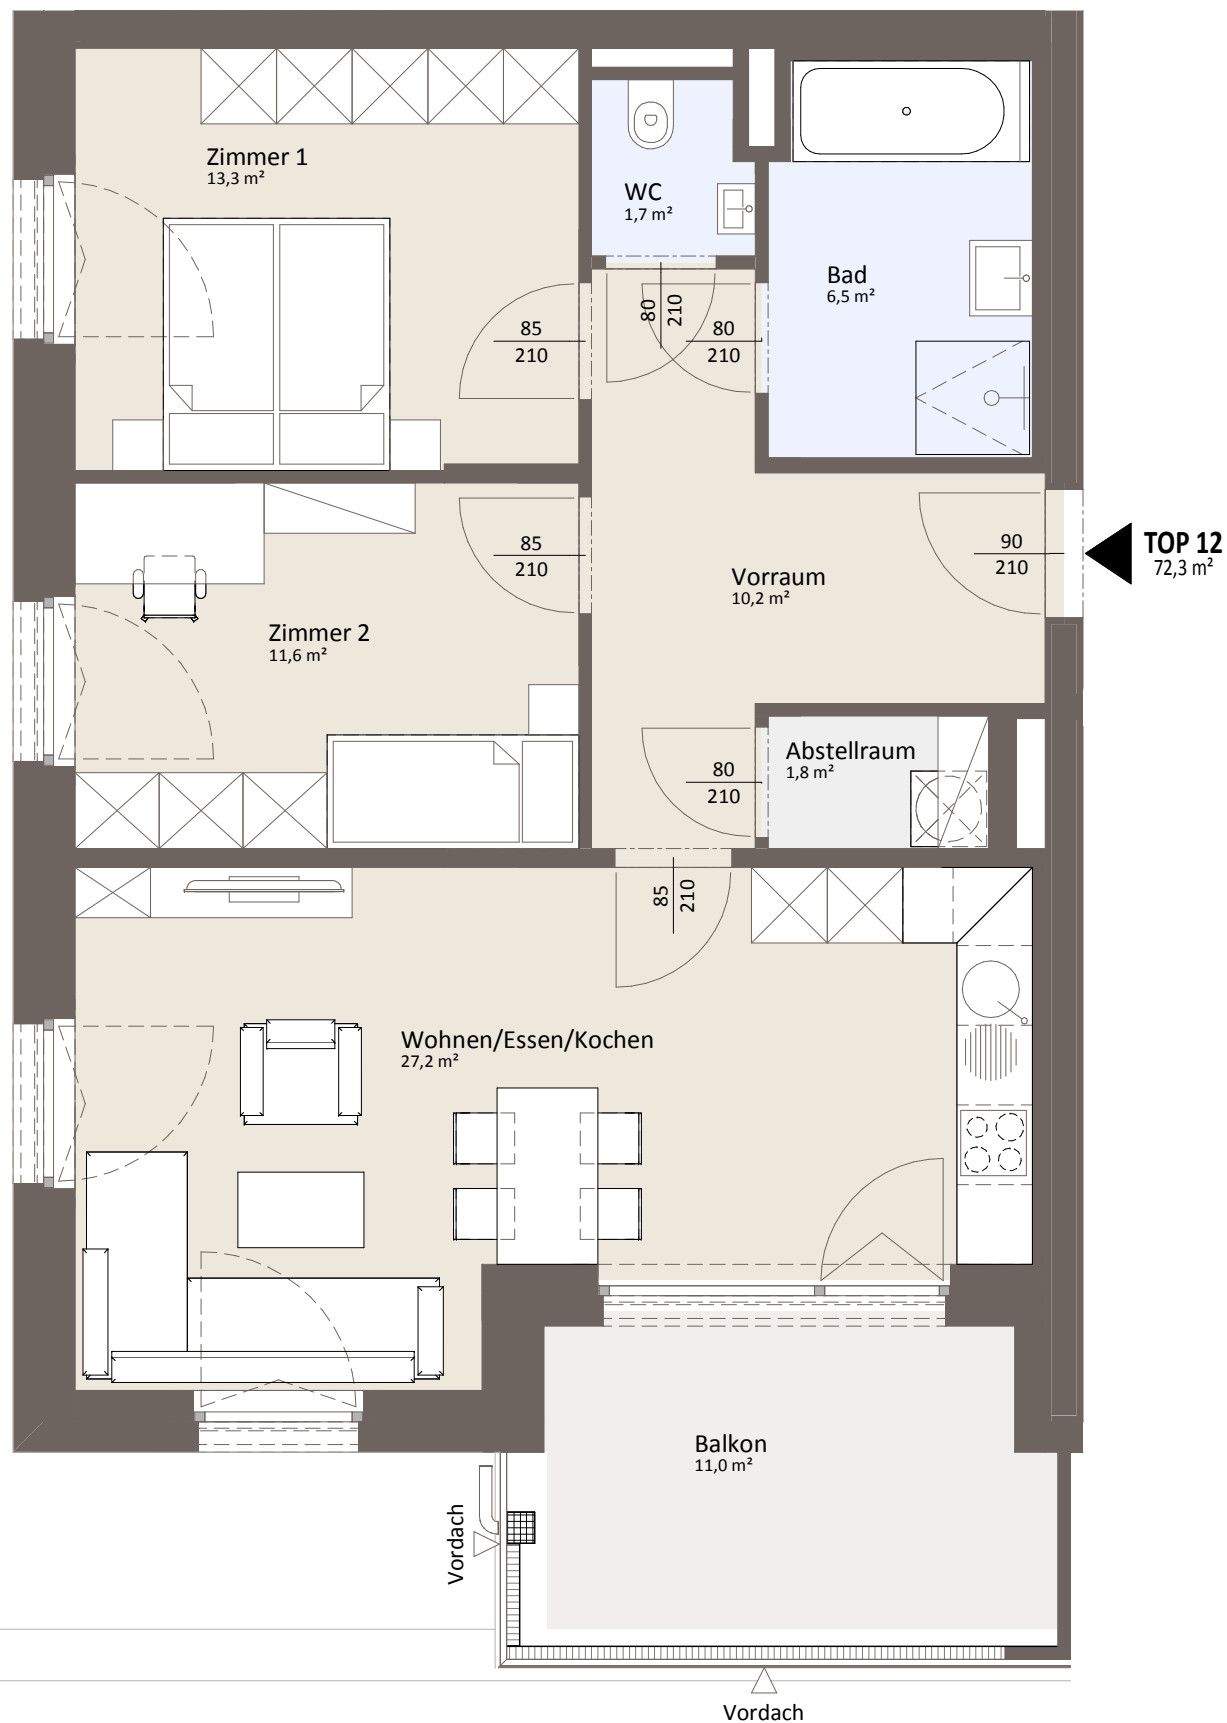 Zimmer 1
13,3 m²
WC
1,7 m²
Bad
6,5 m²
80
210
85
210
80
210
85
210
90
210
TOP 12
72,3 m²
Vorraum
10,2 m²
Zimmer 2
11,6 m²
Abstellraum
1,8 m²
80
210
85
210
Wohnen/Essen/Kochen
27,2 m²
Balkon
11,0 m²
Vordach
Vordach